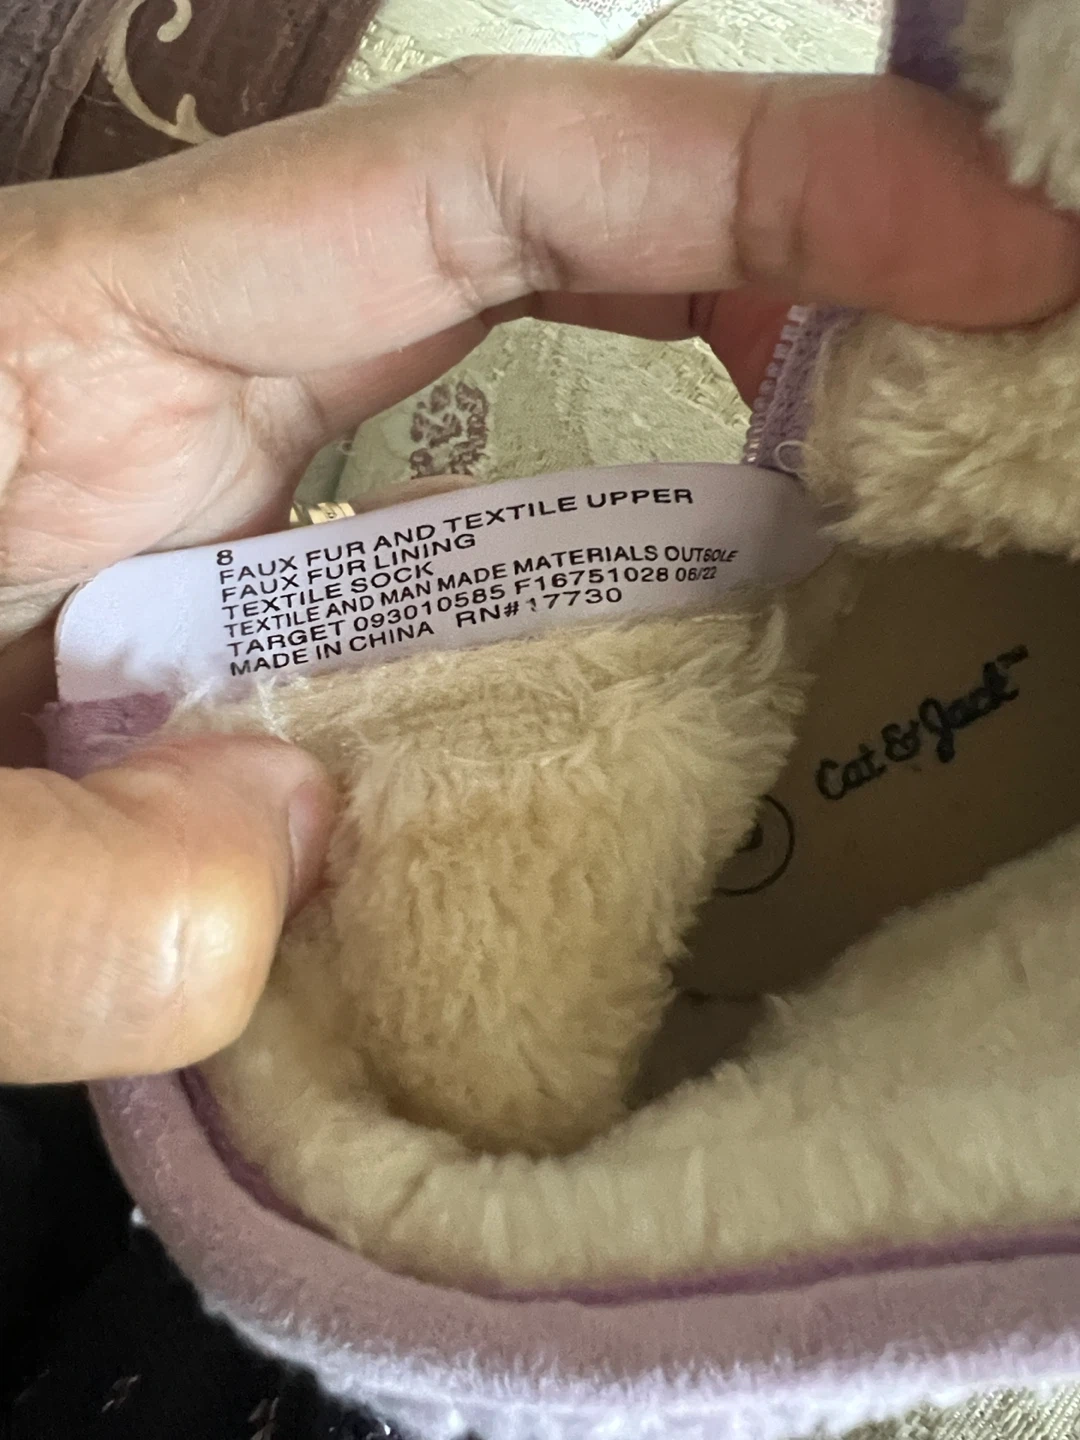 8
FAUX FUR AND TEXTILE UPPER
FAUX FUR LINING
TEXTILE SOCK
TEXTILE AND MAN MADE MATERIALS OUTSOLE
TARGET 093010585 F16751028 06/22
MADE IN CHINA RN#17730
Cat & Jack™